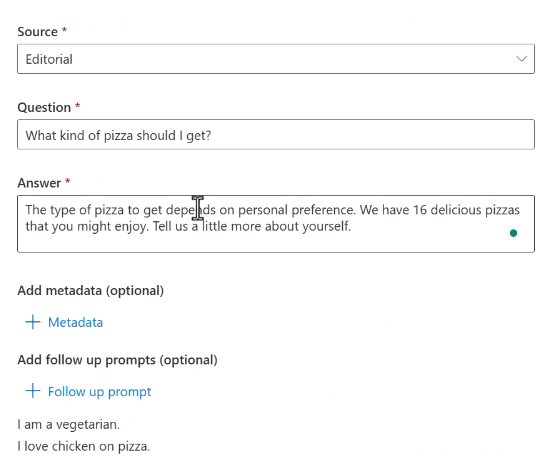 Source *
Editorial
Question *
What kind of pizza should I get?
Answer *
The type of pizza to get depends on personal preference. We have 16 delicious pizzas
that you might enjoy. Tell us a little more about yourself.
Add metadata (optional)
+ Metadata
Add follow up prompts (optional)
+ Follow up prompt
I am a vegetarian.
I love chicken on pizza.